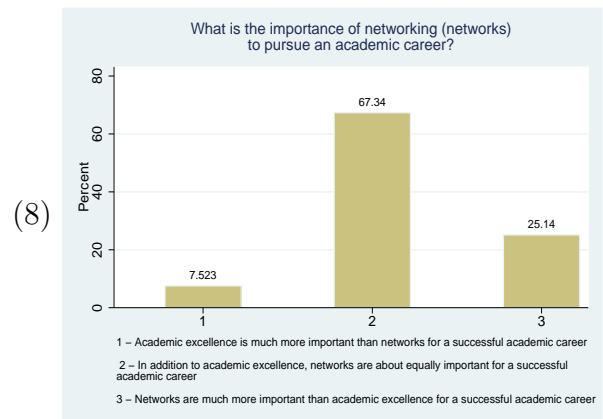 What is the importance of networking (networks)
to pursue an academic career?
80
60
40
20
0
Percent
(8)
7.523
67.34
25.14
1
2
3
1 – Academic excellence is much more important than networks for a successful academic career
2 – In addition to academic excellence, networks are about equally important for a successful
academic career
3 – Networks are much more important than academic excellence for a successful academic career